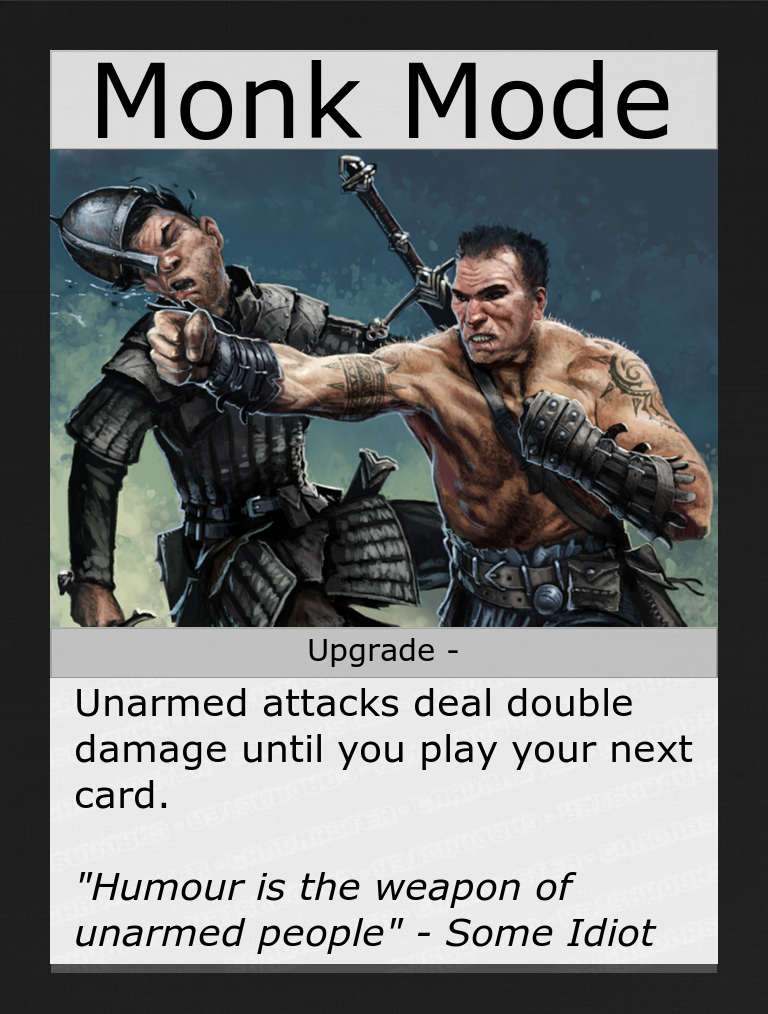 Monk Mode
Upgrade -
Unarmed attacks deal double
damage until you play your next
card.
"Humour is the weapon of
unarmed people" - Some Idiot